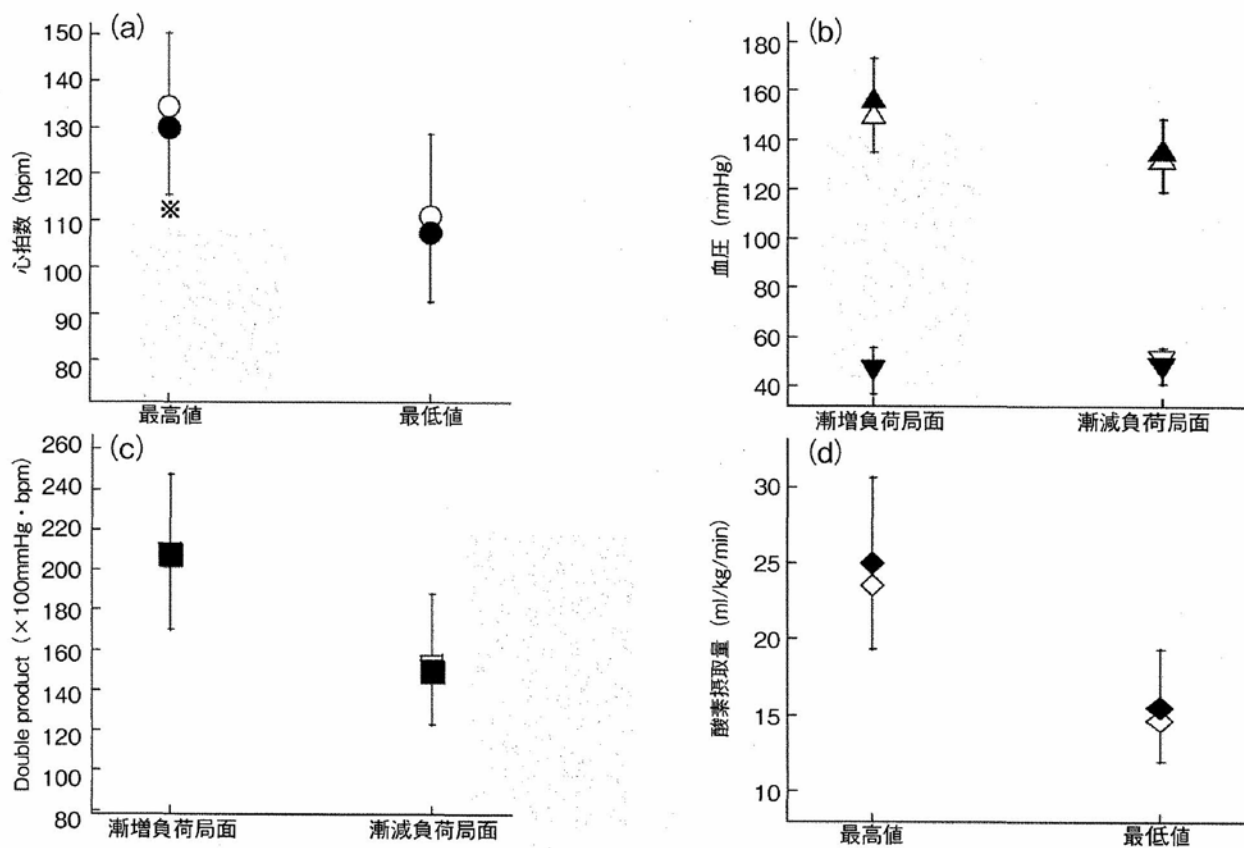 (a)
心拍数 (bpm)
150
140
130
120
110
100
90
80
※
最高値
最低値
(b)
血圧 (mmHg)
180
160
140
120
100
80
60
40
漸増負荷局面
漸減負荷局面
(c)
Double product (×100mmHg・bpm)
260
240
220
200
180
160
140
120
100
80
漸増負荷局面
漸減負荷局面
(d)
酸素摂取量 (ml/kg/min)
30
25
20
15
10
最高値
最低値